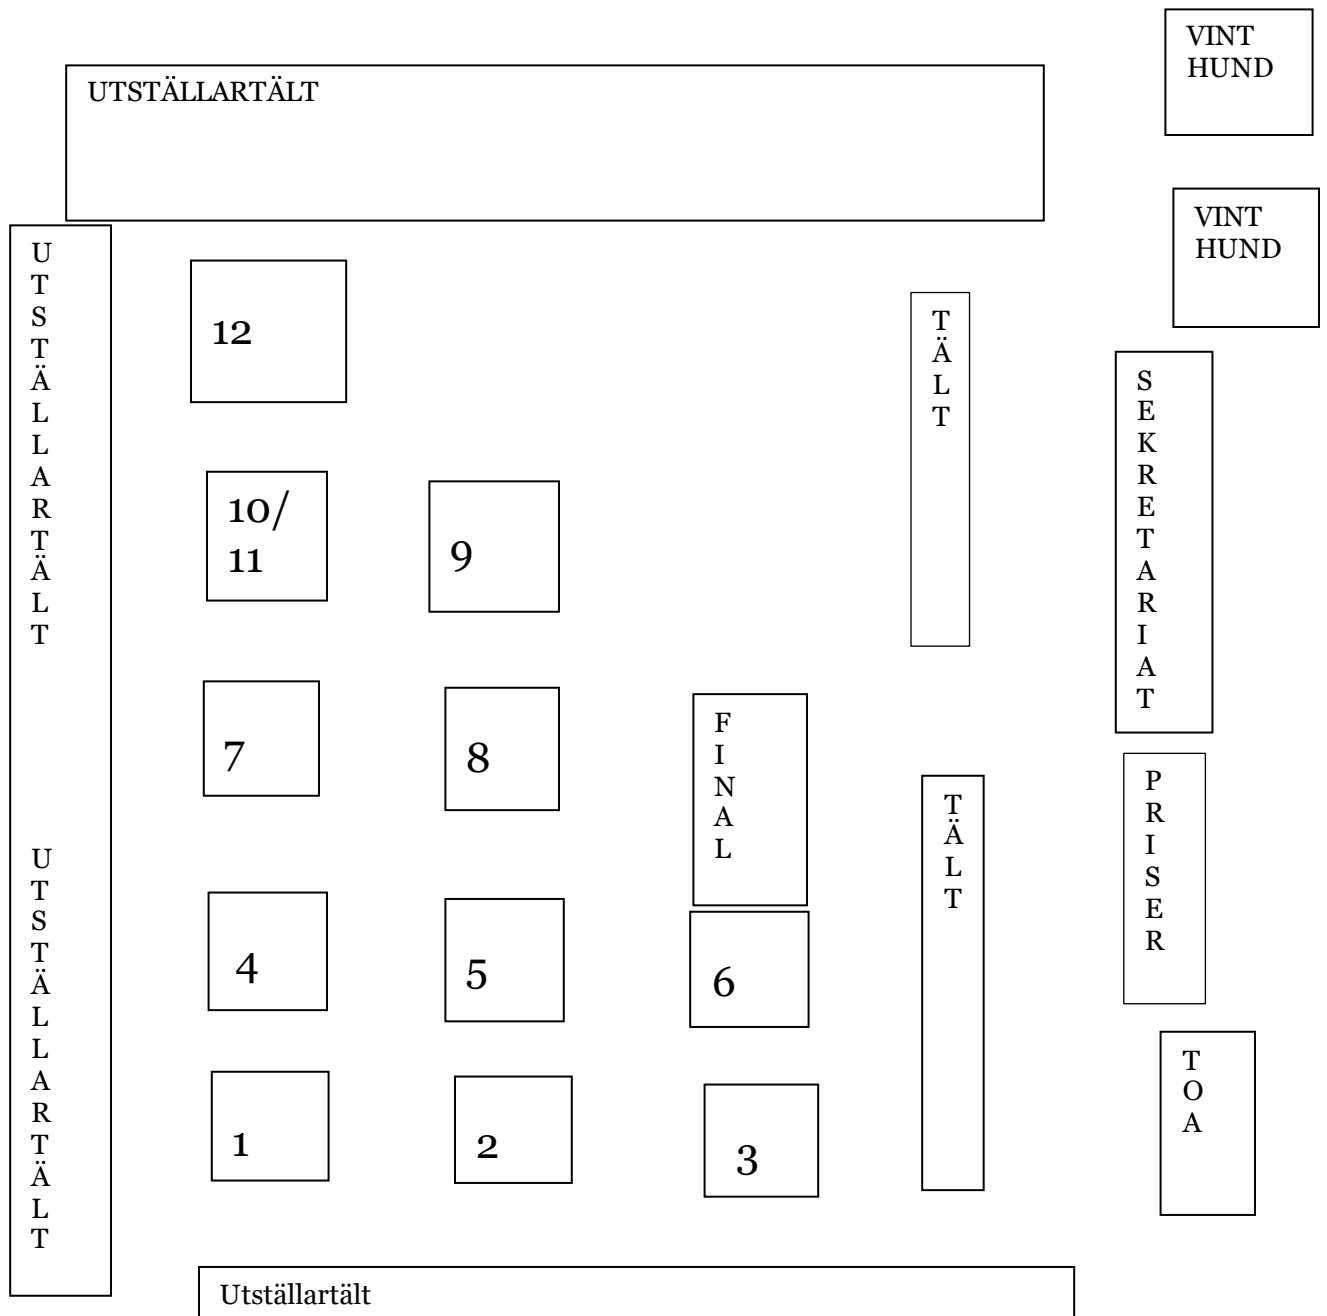 VINT
HUND
UTSTÄLLARTÄLT
VINT
HUND
UTSTÄLLARTÄLT
12
TÄLT
SEKRETARIAT
10/
11
9
7
8
FINAL
TÄLT
PRISER
UTSTÄLLARTÄLT
4
5
6
TOA
1
2
3
Utställartält